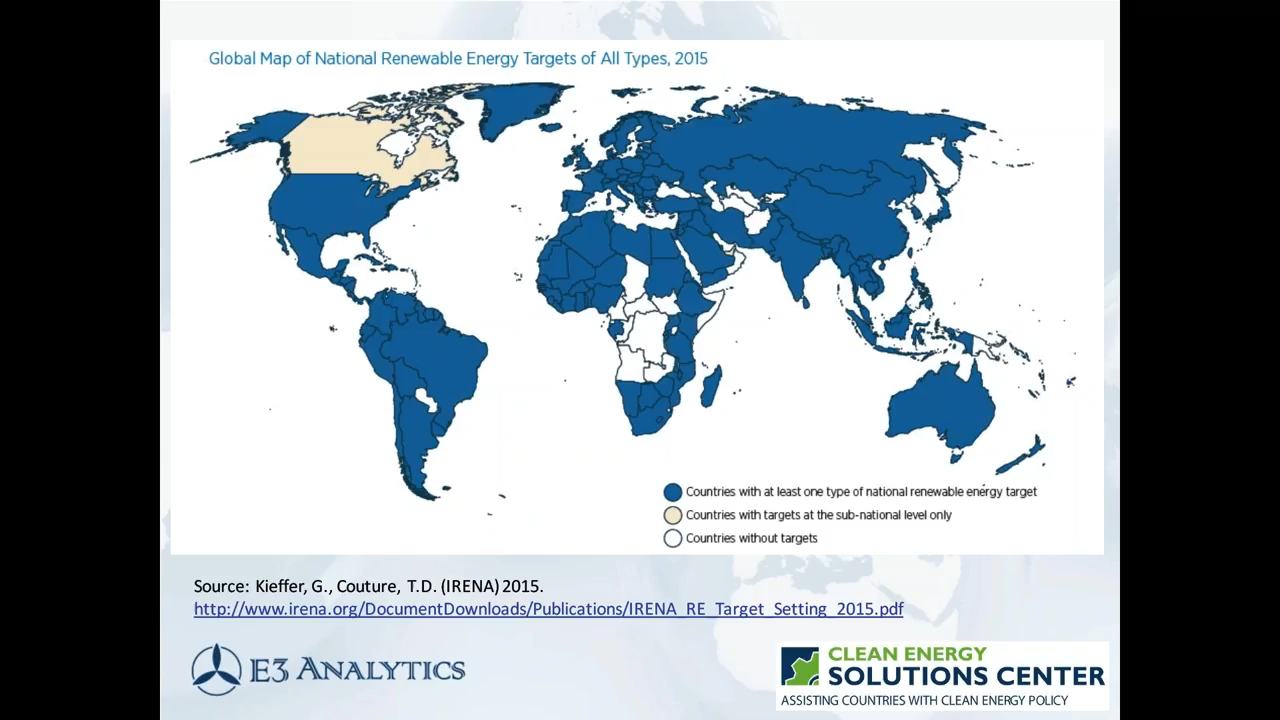 Global Map of National Renewable Energy Targets of All Types, 2015
Countries with at least one type of national renewable energy target
Countries with targets at the sub-national level only
Countries without targets
Source: Kieffer, G., Couture, T.D. (IRENA) 2015.
http://www.irena.org/DocumentDownloads/Publications/IRENA_RE_Target_Setting_2015.pdf
E3 ANALYTICS
CLEAN ENERGY
SOLUTIONS CENTER
ASSISTING COUNTRIES WITH CLEAN ENERGY POLICY